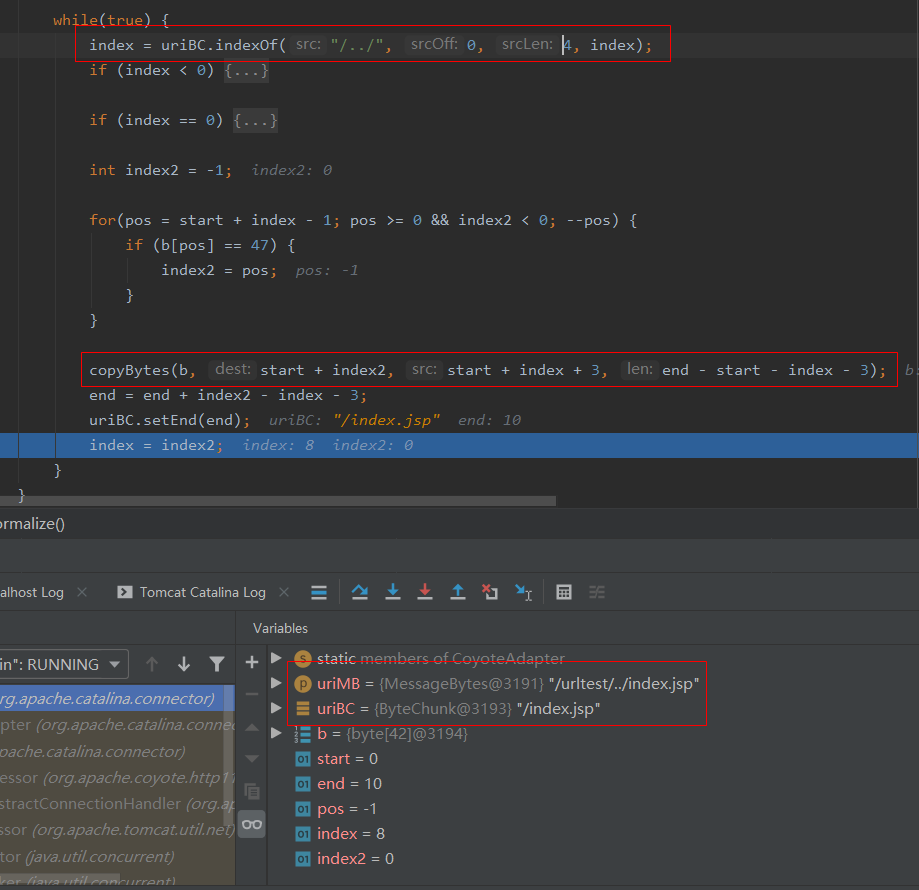 while(true) {
index = uriBC.indexOf( src: "/../", srcOff: 0, srcLen: 4, index);
if (index < 0) {...}
if (index == 0) {...}
int index2 = -1; index2: 0
for(pos = start + index - 1; pos >= 0 && index2 < 0; --pos) {
if (b[pos] == 47) {
index2 = pos; pos: -1
}
}
copyBytes(b, dest: start + index2, src: start + index + 3, len: end - start - index - 3); b:
end = end + index2 - index - 3;
uriBC.setEnd(end); uriBC: "/index.jsp" end: 10
index = index2; index: 8 index2: 0
}
}
ormalize()
alhost Log Tomcat Catalina Log
Variables
in": RUNNING
static members of CoyoteAdapter
uriMB = {MessageBytes@3191} "/urltest/../index.jsp"
rg.apache.catalina.connector)
uriBC = {ByteChunk@3193} "/index.jsp"
pter (org.apache.catalina.conne
b = {byte[42]@3194}
pache.catalina.connector)
start = 0
essor (org.apache.coyote.http11
end = 10
stractConnectionHandler (org.ap
pos = -1
ssor (org.apache.tomcat.util.net)
index = 8
tor (java.util.concurrent)
index2 = 0
ker (java.util.concurrent)